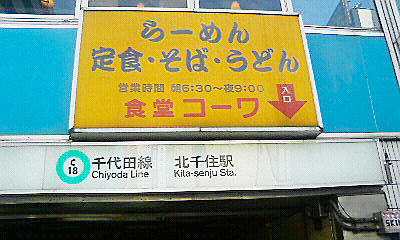 らーめん
定食・そば・うどん
営業時間 朝6:30〜夜9:00
食堂 コーワ
入口
C 18 千代田線 北千住駅
Chiyoda Line Kita-senju Sta.